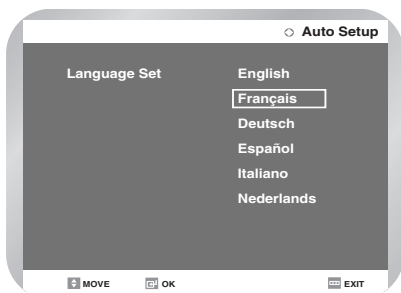 Auto Setup
Language Set English
Français
Deutsch
Español
Italiano
Nederlands
MOVE OK EXIT